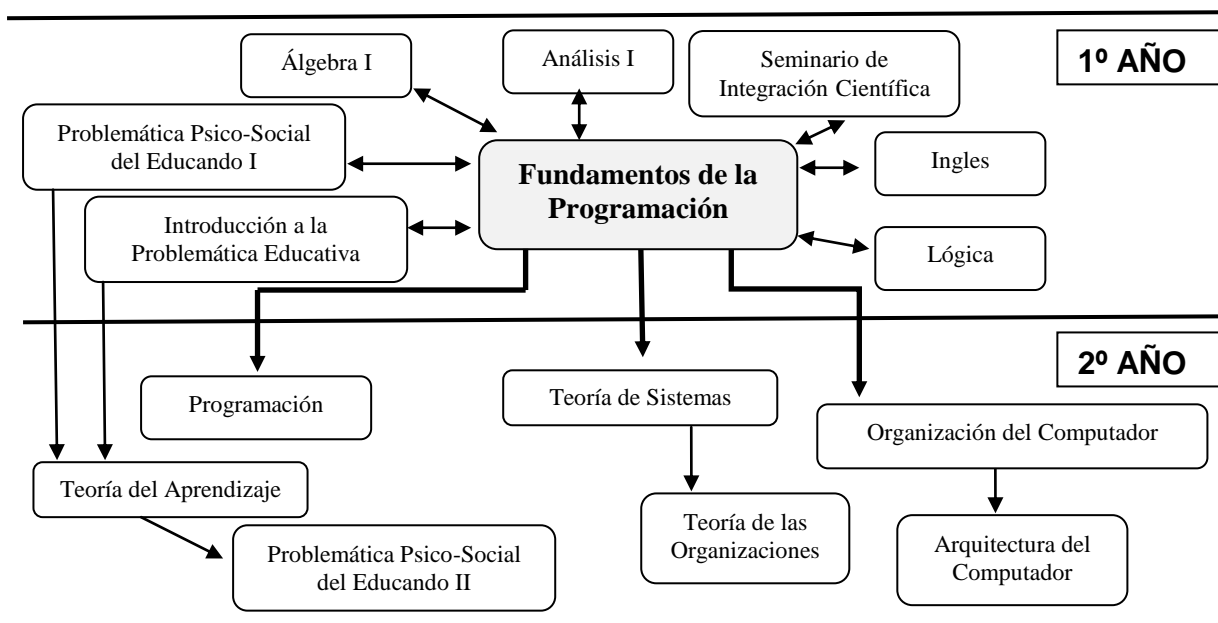 1º AÑO
Álgebra I
Análisis I
Seminario de
Integración Científica
Problemática Psico-Social
del Educando I
Fundamentos de la
Programación
Ingles
Introducción a la
Problemática Educativa
Lógica
2º AÑO
Programación
Teoría de Sistemas
Organización del Computador
Teoría del Aprendizaje
Teoría de las
Organizaciones
Problemática Psico-Social
del Educando II
Arquitectura del
Computador